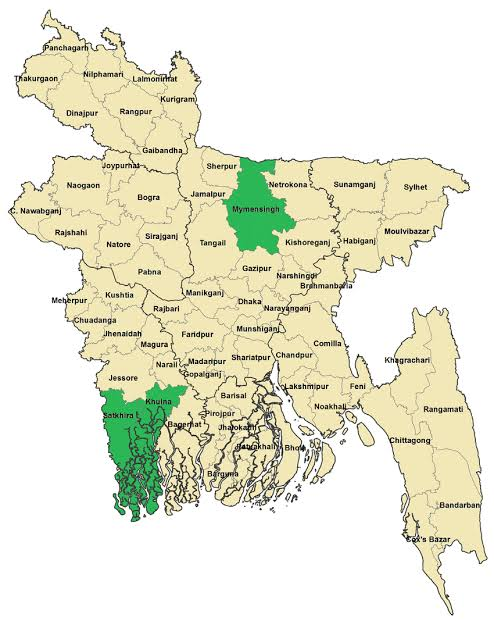 Panchagarh
Thakurgaon
Nilphamari
Lalmonirhat
Kurigram
Dinajpur
Rangpur
Gaibandha
Joypurhat
Sherpur
Naogaon
Bogra
Jamalpur
Netrokona
Sunamganj
Sylhet
C. Nawabganj
Mymensingh
Rajshahi
Natore
Sirajganj
Tangail
Kishoreganj
Habiganj
Moulvibazar
Pabna
Gazipur
Narshingdi
Brahmanbaria
Meherpur
Kushtia
Manikganj
Rajbari
Dhaka
Narayanganj
Chuadanga
Jhenaidah
Faridpur
Munshiganj
Magura
Comilla
Narail
Madaripur
Shariatpur
Chandpur
Khagrachari
Gopalganj
Jessore
Lakshmipur
Feni
Khulna
Barisal
Noakhali
Rangamati
Satkhira
Pirojpur
Bagerhat
Jhalokathi
Patuakhali
Bhola
Chittagong
Barguna
Bandarban
Cox's Bazar